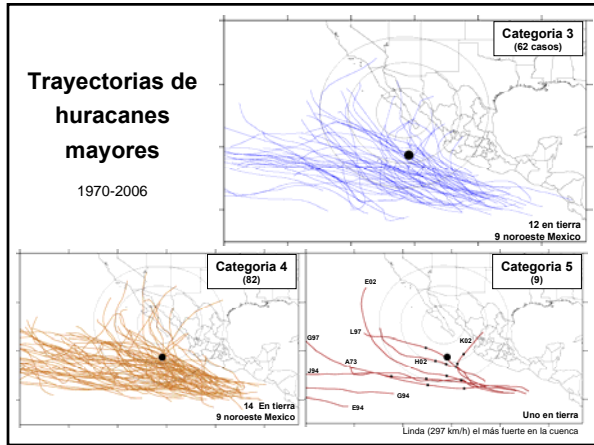 Trayectorias de
huracanes
mayores
1970-2006
Categoria 3
(62 casos)
12 en tierra
9 noroeste Mexico
Categoria 4
(82)
14 En tierra
9 noroeste Mexico
Categoria 5
(9)
E02
L97
K02
G97
H02
A73
J94
G94
E94
Uno en tierra
Linda (297 km/h) el más fuerte en la cuenca